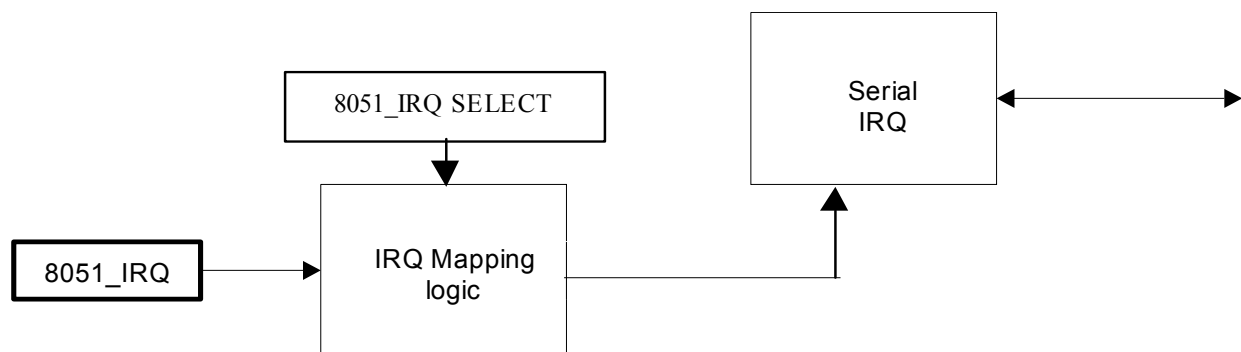 Serial
IRQ
8051_IRQ SELECT
IRQ Mapping
logic
8051_IRQ